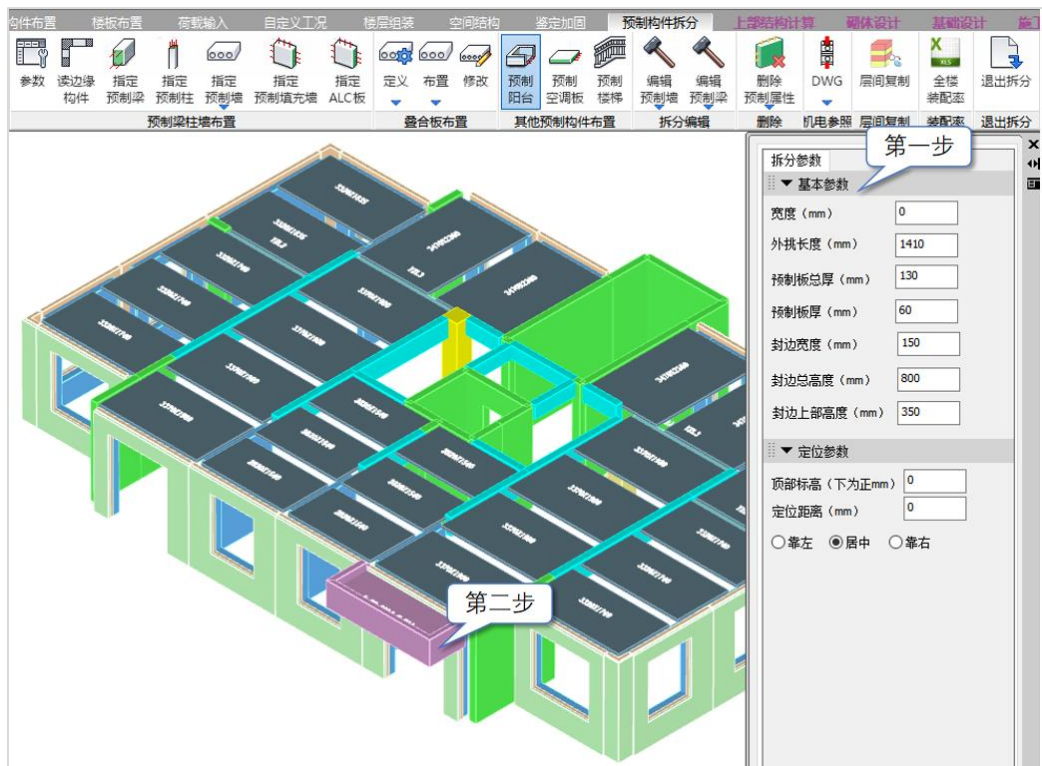 构件布置 楼板布置 荷载输入 自定义工况 楼层组装 空间结构 鉴定加固 预制构件拆分 上部结构计算 砌体设计 基础设计 施工
参数 读边缘构件 指定预制梁 指定预制柱 指定预制墙 指定预制填充墙 指定ALC板 定义 布置 修改 预制阳台 预制空调板 预制楼梯 编辑预制墙 编辑预制梁 删除预制属性 DWG 层间复制 全楼装配率 退出拆分
预制梁柱墙布置 叠合板布置 其他预制构件布置 拆分编辑 删除 机电参照 层间复制 装配率 退出拆分
第一步
拆分参数
基本参数
宽度（mm） 0
外挑长度（mm） 1410
预制板总厚（mm） 130
预制板厚（mm） 60
封边宽度（mm） 150
封边总高度（mm） 800
封边上部高度（mm） 350
定位参数
顶部标高（下为正mm） 0
定位距离（mm） 0
靠左 居中 靠右
第二步